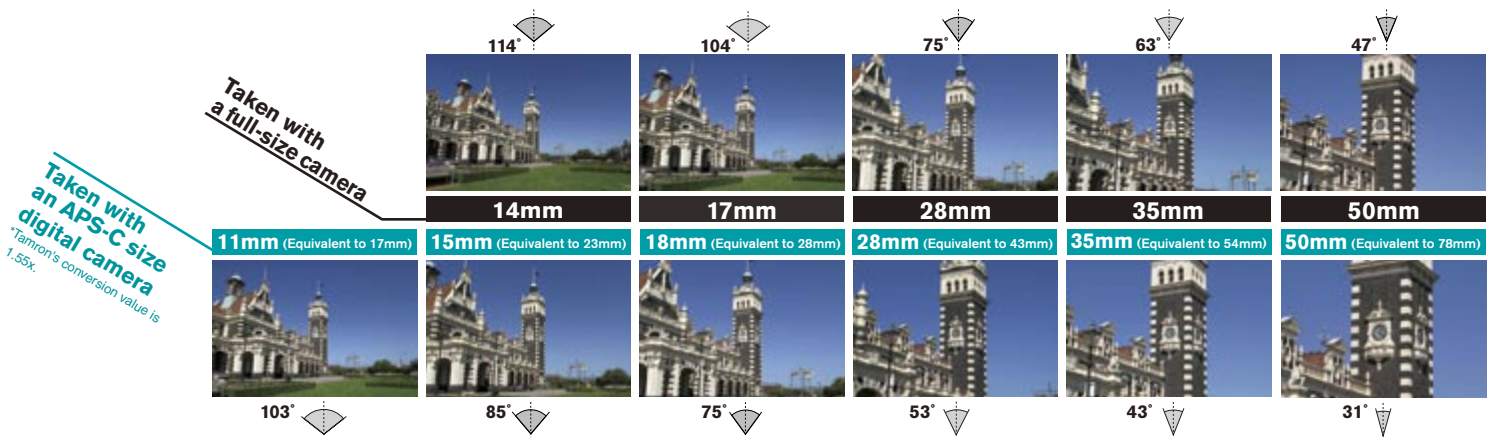 114°
104°
75°
63°
47°
Taken with
a full-size camera
14mm
17mm
28mm
35mm
50mm
Taken with
an APS-C size
digital camera
*Tamron's conversion value is
1.55x.
11mm (Equivalent to 17mm)
15mm (Equivalent to 23mm)
18mm (Equivalent to 28mm)
28mm (Equivalent to 43mm)
35mm (Equivalent to 54mm)
50mm (Equivalent to 78mm)
103°
85°
75°
53°
43°
31°